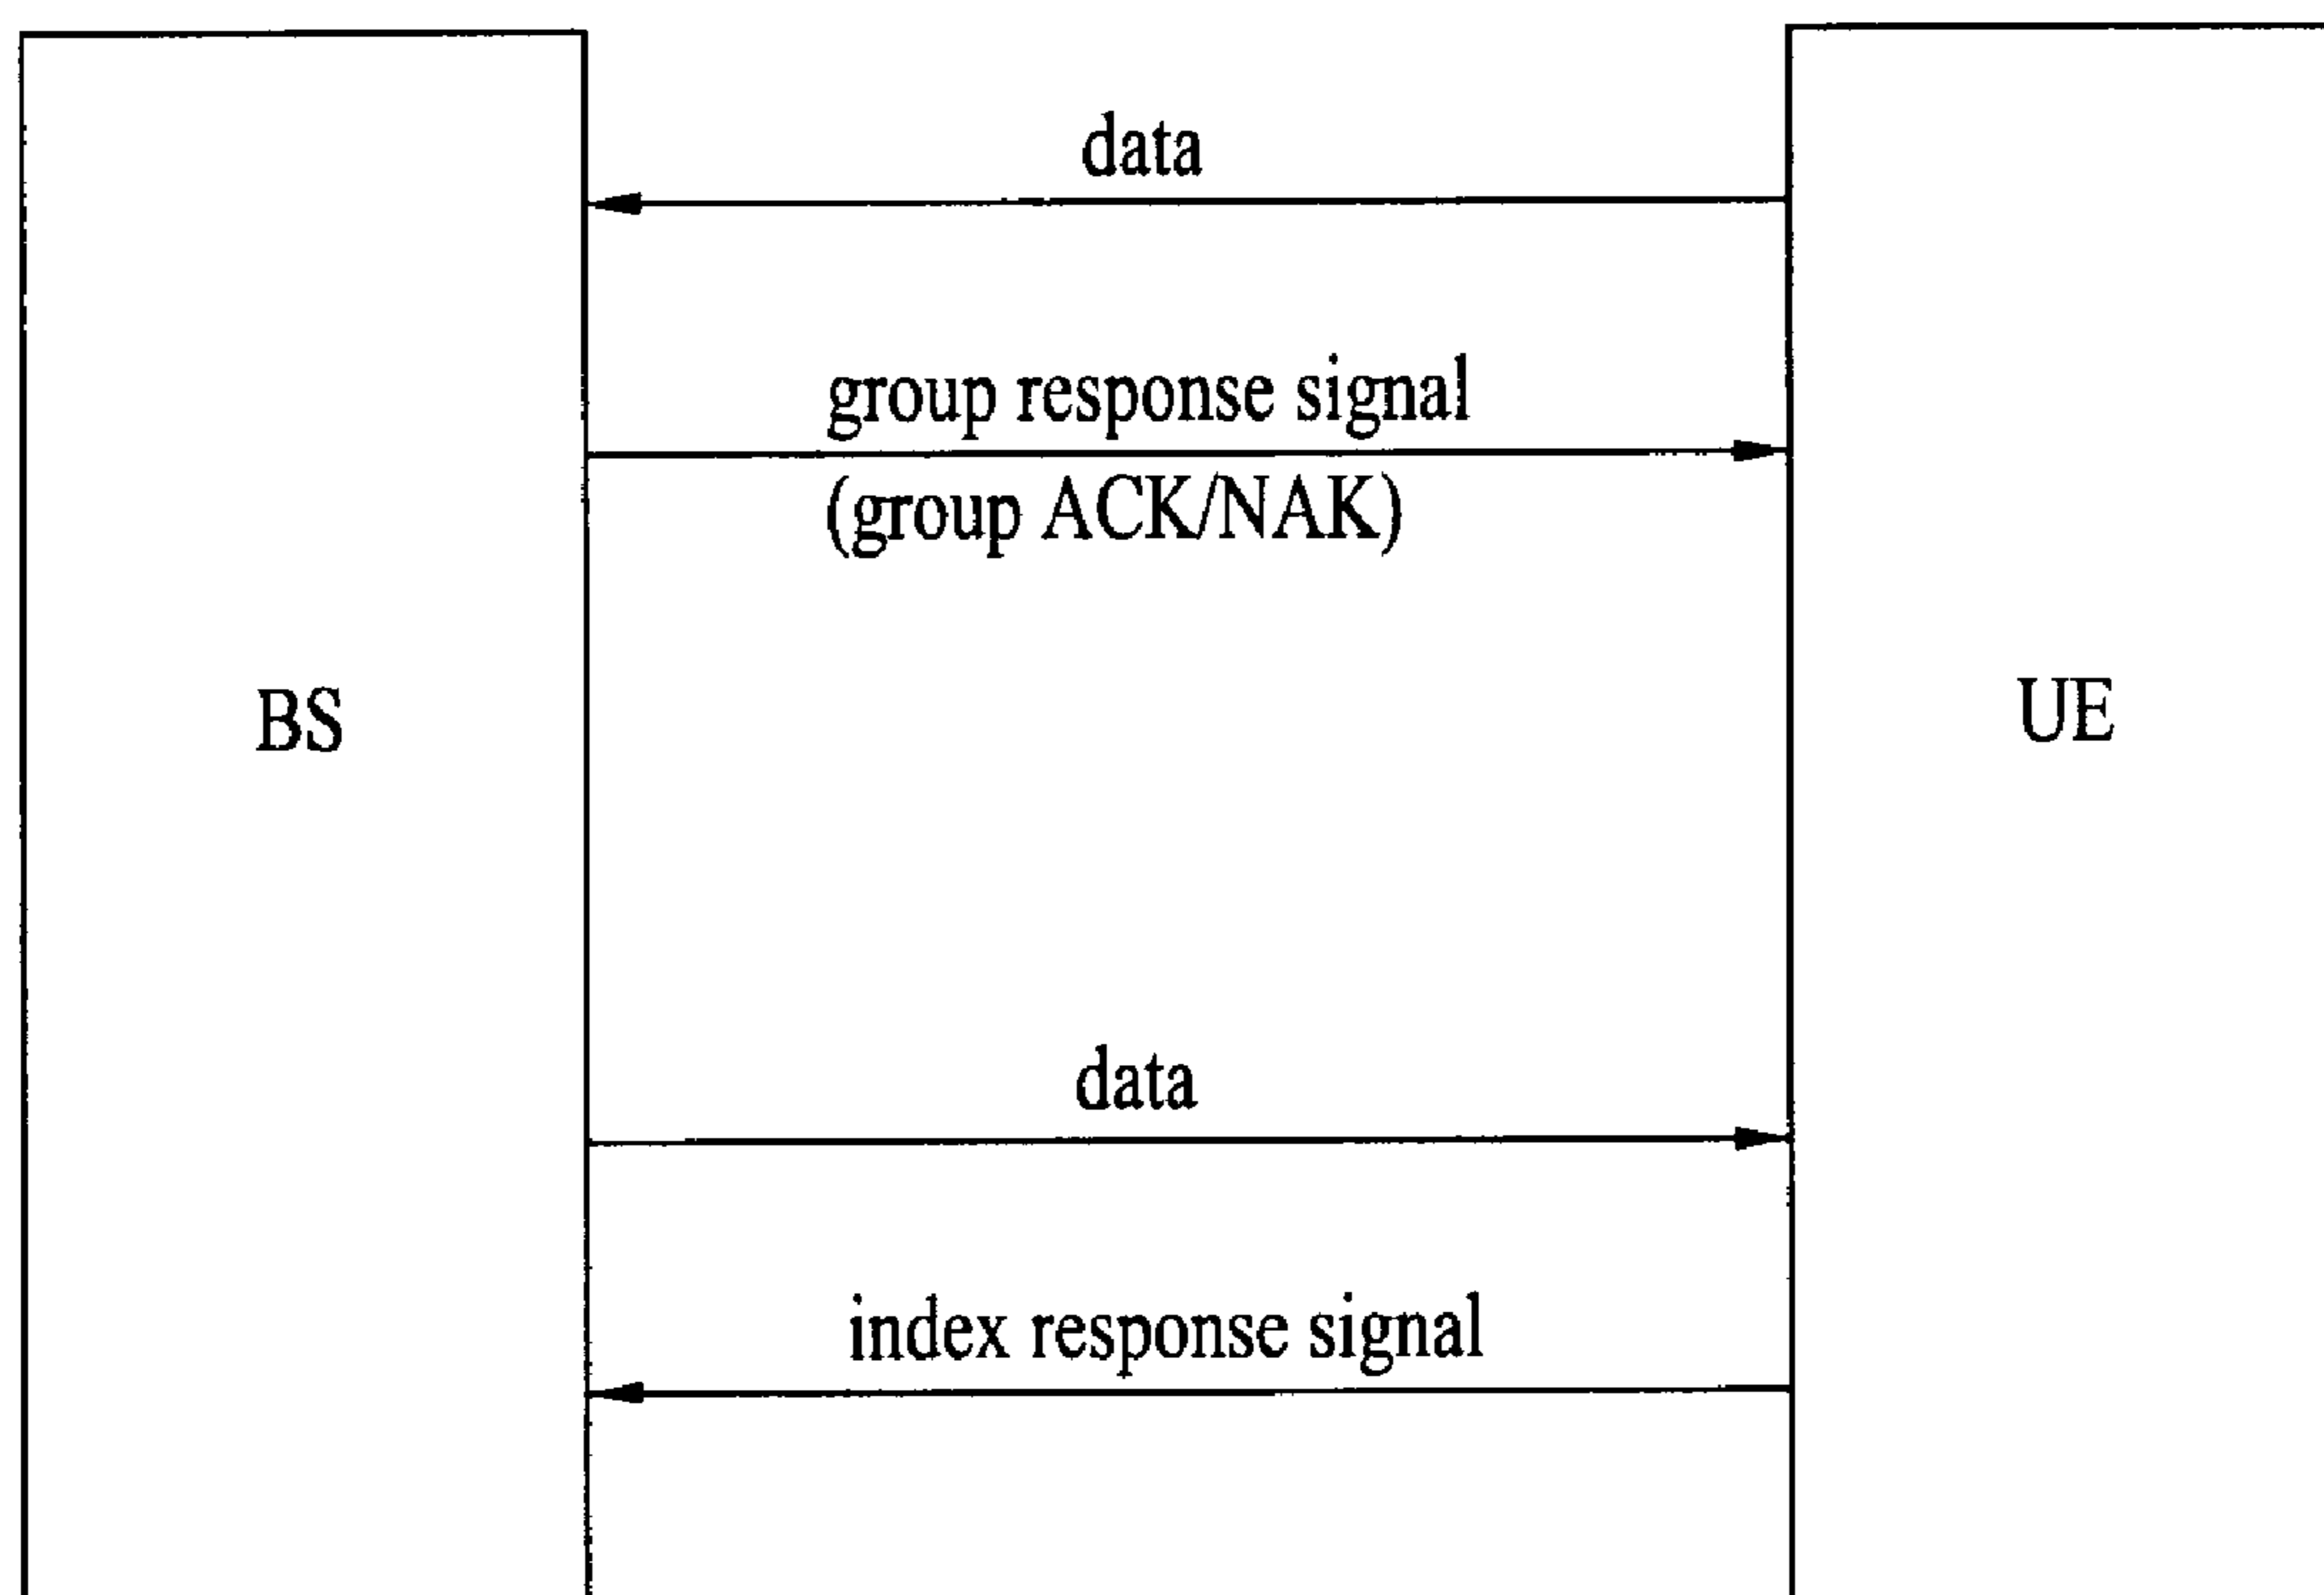 data
group response signal
(group ACK/NAK)
BS
UE
data
index response signal